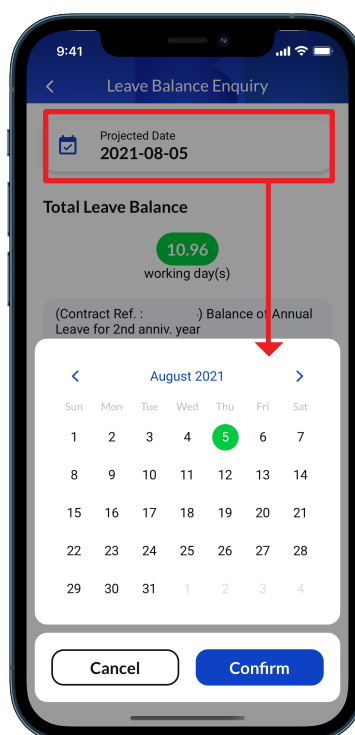 9:41
Leave Balance Enquiry
Projected Date
2021-08-05
Total Leave Balance
10.96
working day(s)
(Contract Ref. : ) Balance of Annual
Leave for 2nd anniv. year
August 2021
Sun Mon Tue Wed Thu Fri Sat
1 2 3 4 5 6 7
8 9 10 11 12 13 14
15 16 17 18 19 20 21
22 23 24 25 26 27 28
29 30 31 1 2 3 4
Cancel Confirm